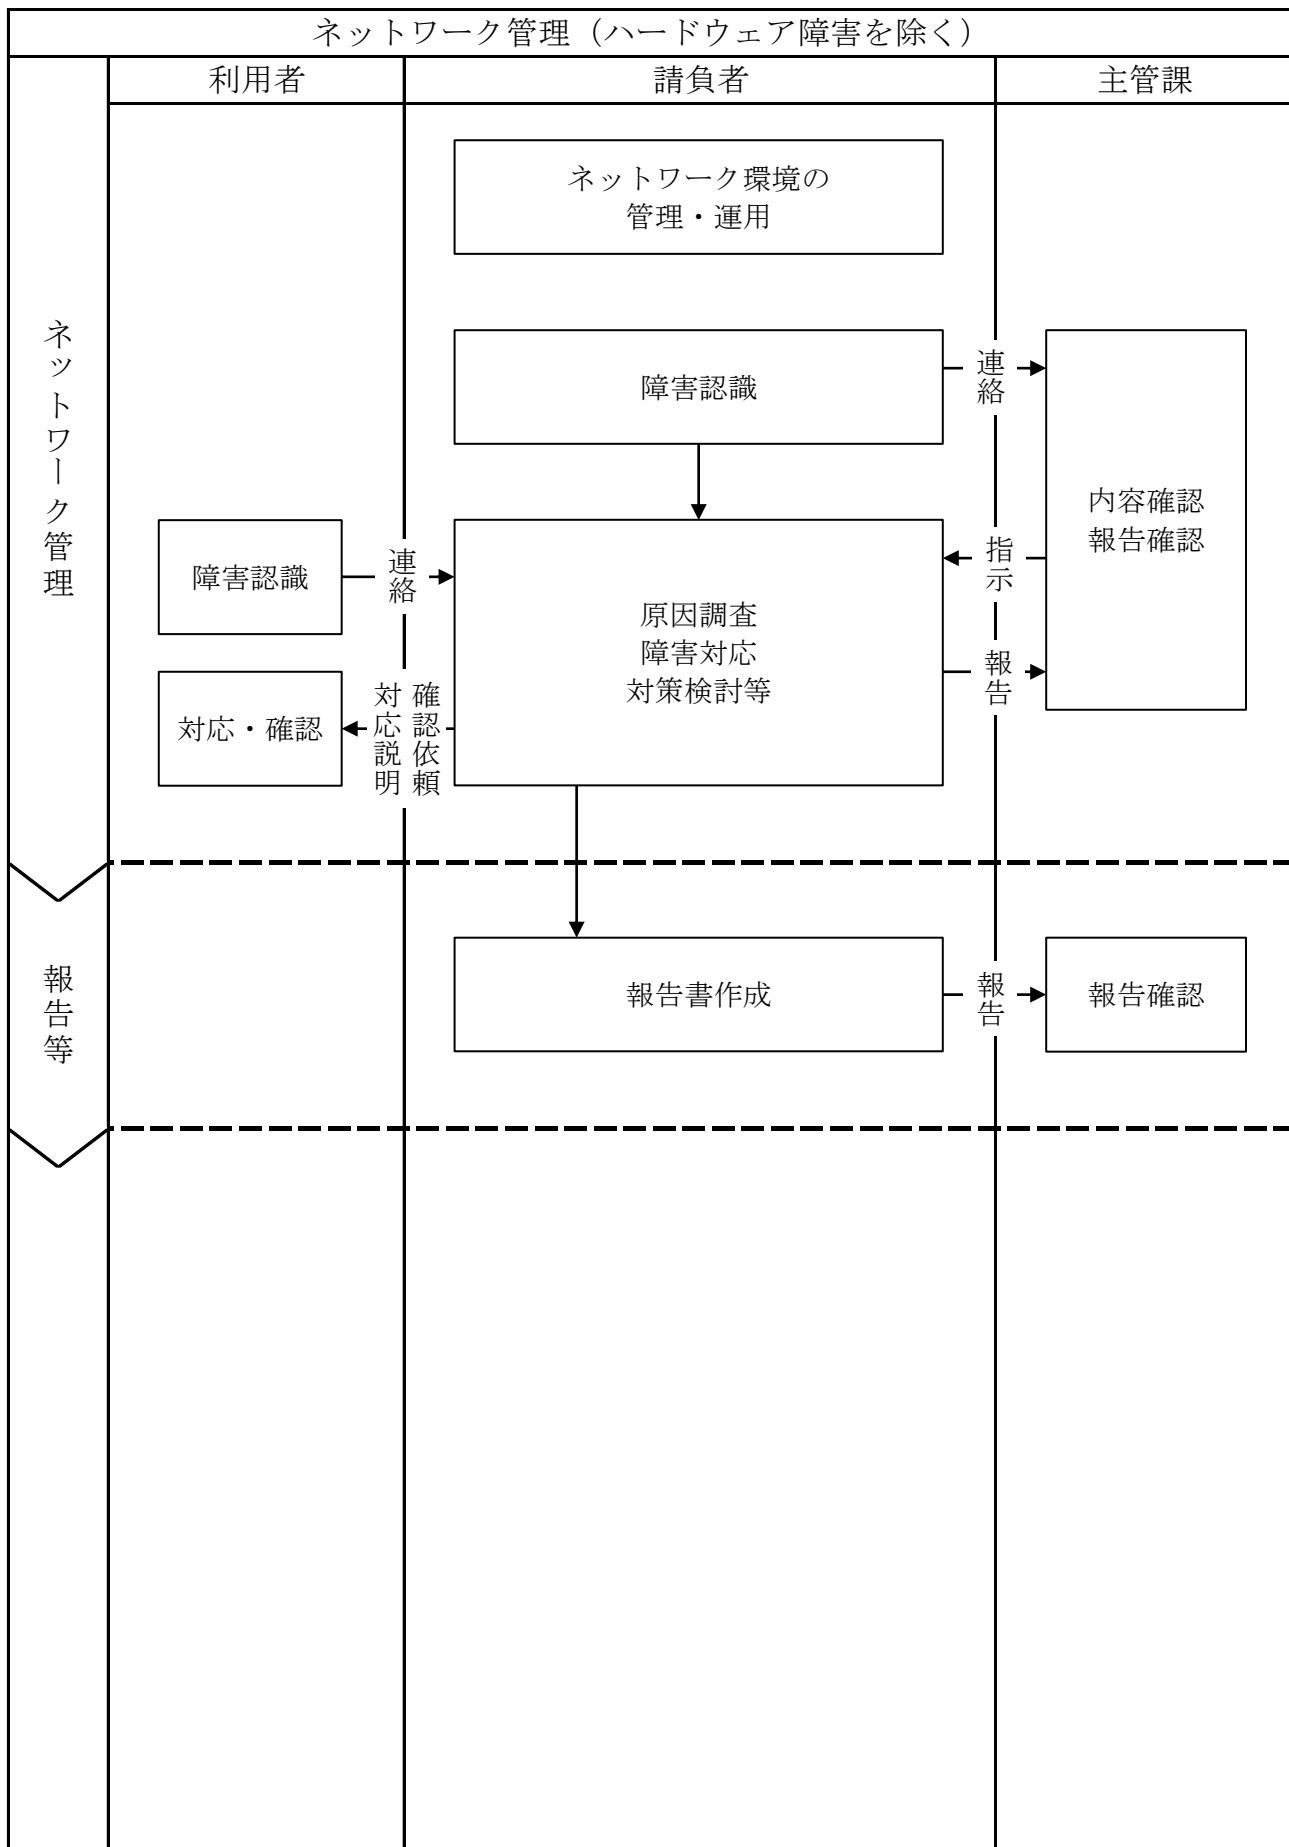 ネットワーク管理（ハードウェア障害を除く）
利用者
請負者
主管課
ネットワーク管理
ネットワーク環境の
管理・運用
障害認識
連絡
内容確認
報告確認
障害認識
連絡
原因調査
障害対応
対策検討等
指示
報告
対応・確認
確認依頼
対応説明
報告等
報告書作成
報告
報告確認